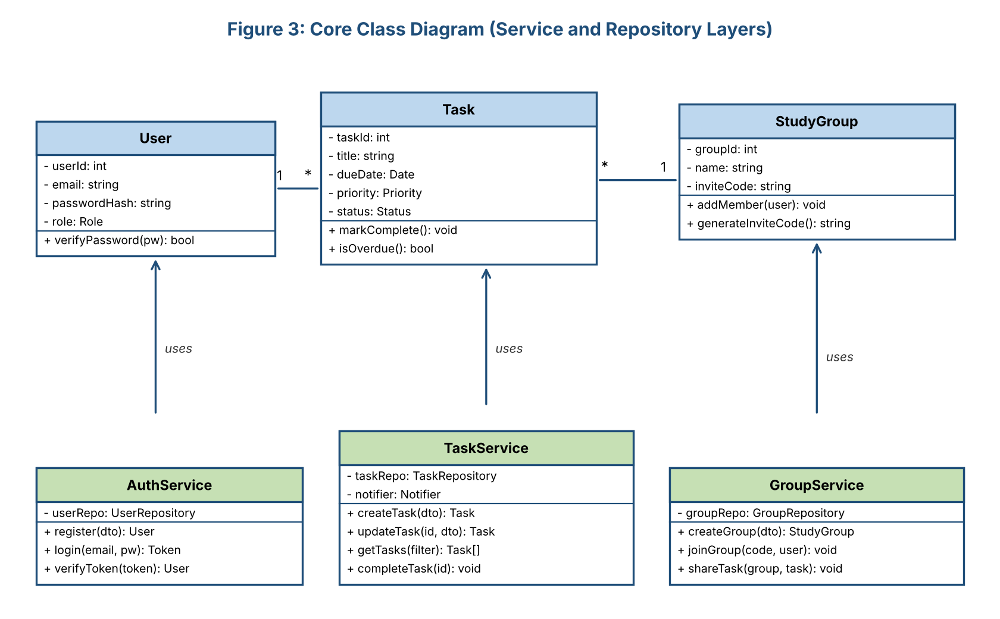 Figure 3: Core Class Diagram (Service and Repository Layers)
User
- userId: int
- email: string
- passwordHash: string
- role: Role
+ verifyPassword(pw): bool
1 *
Task
- taskId: int
- title: string
- dueDate: Date
- priority: Priority
- status: Status
+ markComplete(): void
+ isOverdue(): bool
* 1
StudyGroup
- groupId: int
- name: string
- inviteCode: string
+ addMember(user): void
+ generateInviteCode(): string
uses
uses
uses
AuthService
- userRepo: UserRepository
+ register(dto): User
+ login(email, pw): Token
+ verifyToken(token): User
TaskService
- taskRepo: TaskRepository
- notifier: Notifier
+ createTask(dto): Task
+ updateTask(id, dto): Task
+ getTasks(filter): Task[]
+ completeTask(id): void
GroupService
- groupRepo: GroupRepository
+ createGroup(dto): StudyGroup
+ joinGroup(code, user): void
+ shareTask(group, task): void